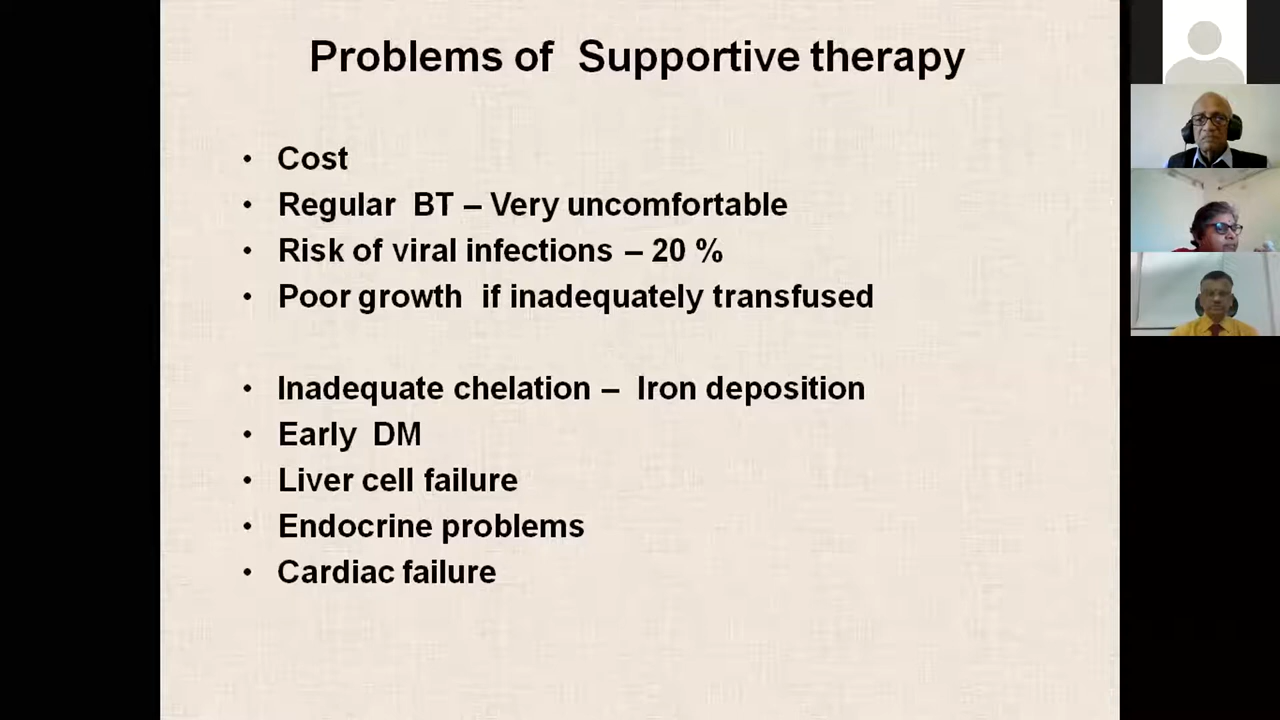 Problems of Supportive therapy
• Cost
• Regular BT – Very uncomfortable
• Risk of viral infections – 20 %
• Poor growth if inadequately transfused
• Inadequate chelation – Iron deposition
• Early DM
• Liver cell failure
• Endocrine problems
• Cardiac failure